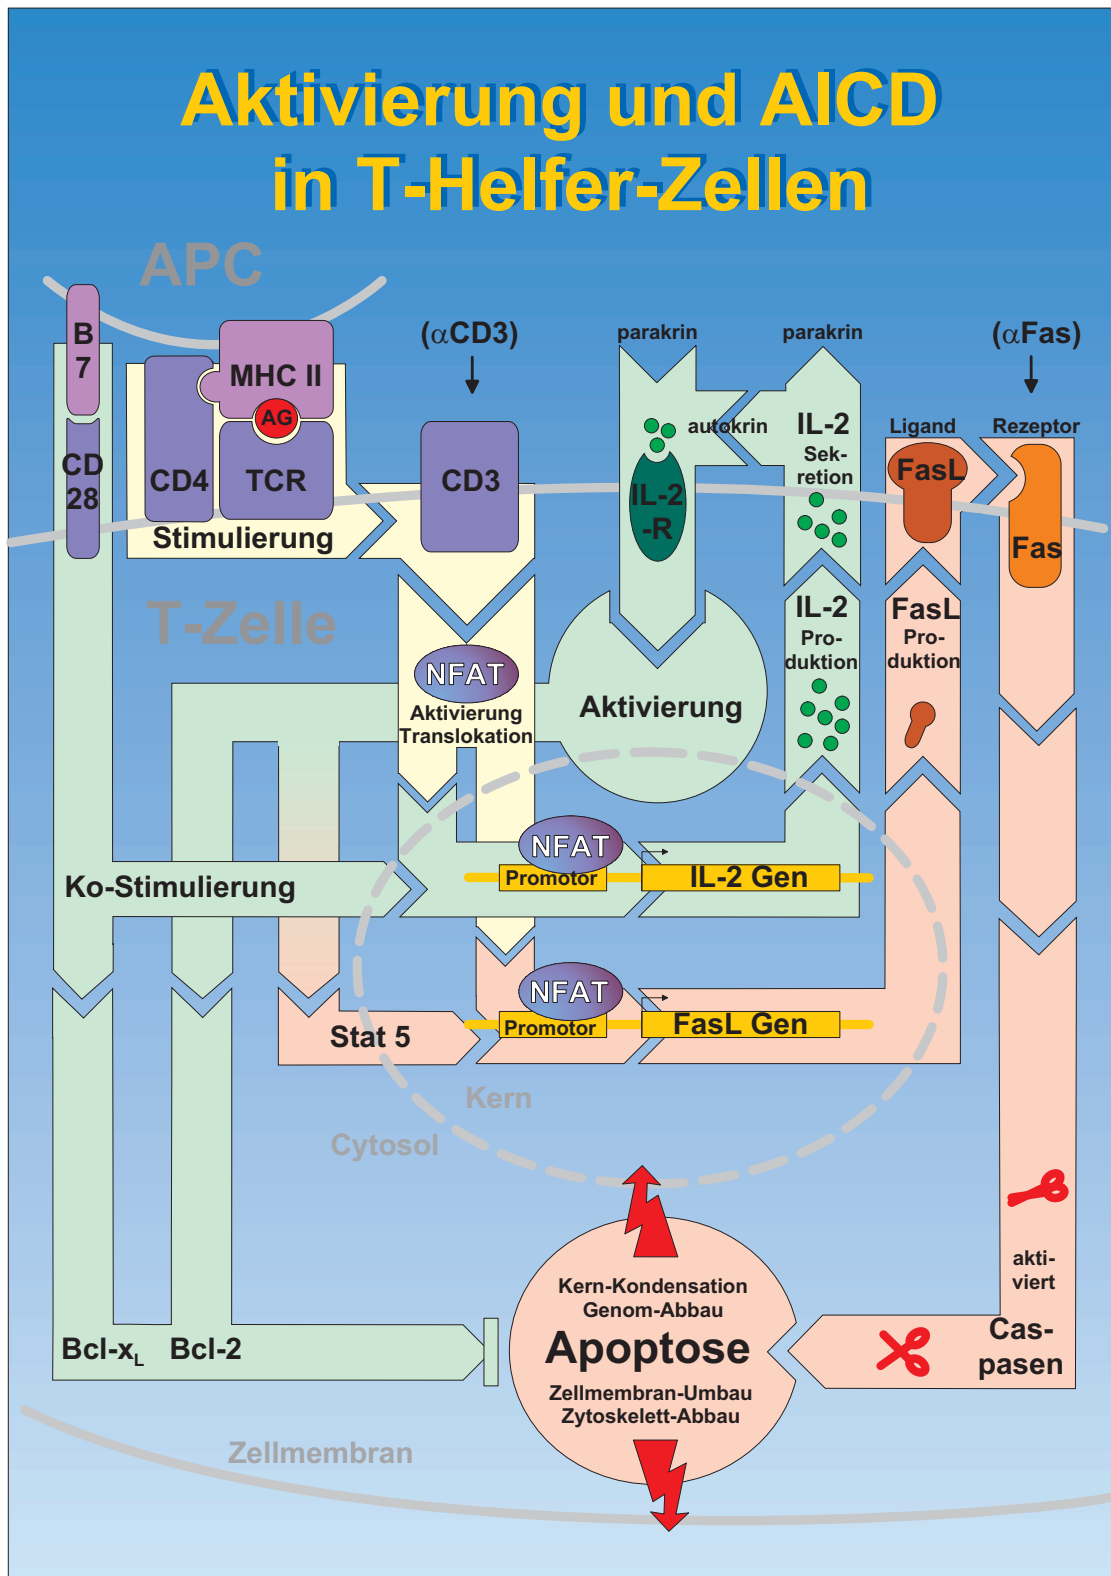 Aktivierung und AICD
in T-Helfer-Zellen
APC
B
7
MHC II
AG
CD
28
CD4
TCR
Stimulierung
(αCD3)
CD3
parakrin
parakrin
autokrin
IL-2
-R
IL-2
Sek-
retion
Ligand
FasL
(αFas)
Rezeptor
Fas
T-Zelle
NFAT
Aktivierung
Translokation
Aktivierung
IL-2
Pro-
duktion
FasL
Pro-
duktion
Ko-Stimulierung
NFAT
Promotor
IL-2 Gen
NFAT
Promotor
FasL Gen
Stat 5
Kern
Cytosol
akti-
viert
Cas-
pasen
Kern-Kondensation
Genom-Abbau
Apoptose
Zellmembran-Umbau
Zytoskelett-Abbau
Bcl-xL
Bcl-2
Zellmembran